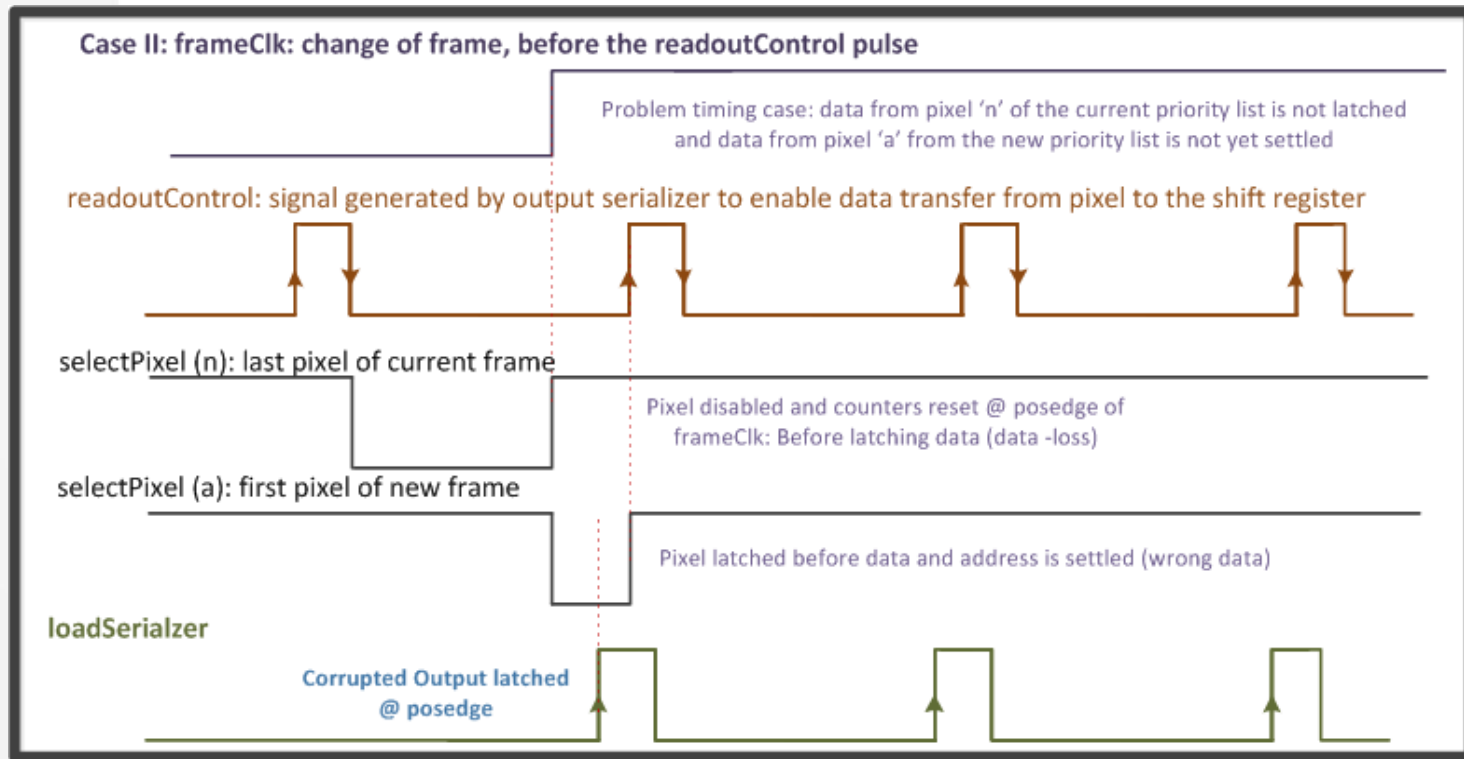 Case II: frameClk: change of frame, before the readoutControl pulse
Problem timing case: data from pixel ‘n’ of the current priority list is not latched
and data from pixel ‘a’ from the new priority list is not yet settled
readoutControl: signal generated by output serializer to enable data transfer from pixel to the shift register
selectPixel (n): last pixel of current frame
Pixel disabled and counters reset @ posedge of
frameClk: Before latching data (data -loss)
selectPixel (a): first pixel of new frame
Pixel latched before data and address is settled (wrong data)
loadSerialzer
Corrupted Output latched
@ posedge